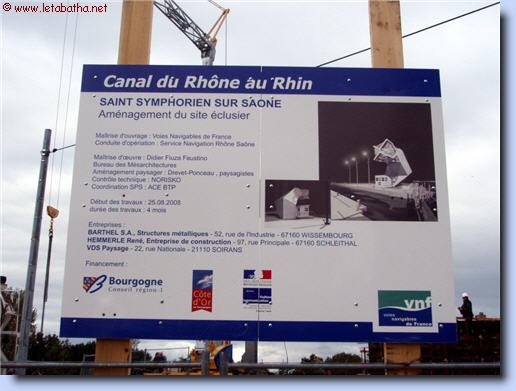 © www.letabatha.net
Canal du Rhône au Rhin
SAINT SYMPHORIEN SUR SAONE
Aménagement du site éclusier
Maîtrise d'ouvrage : Voies Navigables de France
Conduite d'opération : Service Navigation Rhône Saône
Maîtrise d'œuvre : Didier Fiuza Faustino
Bureau des Mésarchitectures
Aménagement paysager : Drevet-Ponceau , paysagistes
Contrôle technique : NORISKO
Coordination SPS : ACE BTP
Début des travaux : 25.08.2008
durée des travaux : 4 mois
Entreprises :
BARTHEL S.A., Structures métalliques - 52, rue de l'Industrie - 67160 WISSEMBOURG
HEMMERLE René, Entreprise de construction - 97, rue Principale - 67160 SCHLEITHAL
VDS Paysage - 22, rue Nationale - 21110 SOIRANS
Financement :
Bourgogne
Conseil région
Côte
d'Or
vnf
voies
navigables
de France